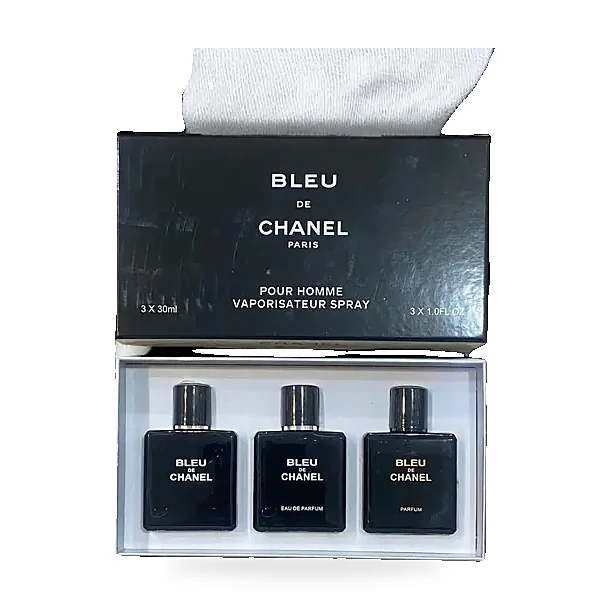 BLEU
DE
CHANEL
PARIS
POUR HOMME
VAPORISATEUR SPRAY
3 X 30ml
3 X 1.0FL OZ
BLEU
DE
CHANEL
BLEU
DE
CHANEL
EAU DE PARFUM
BLEU
DE
CHANEL
PARFUM